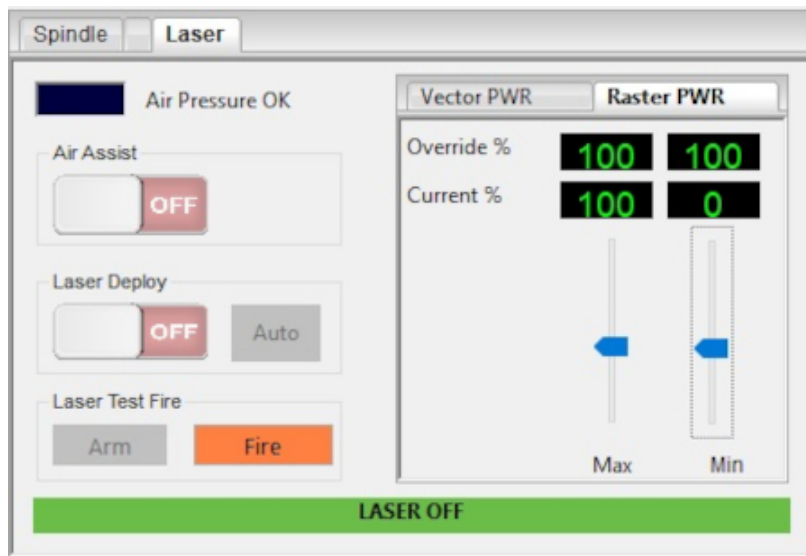 Spindle
Laser
Air Pressure OK
Air Assist
OFF
Laser Deploy
OFF
Auto
Laser Test Fire
Arm
Fire
Vector PWR
Raster PWR
Override %
100
100
Current %
100
0
Max
Min
LASER OFF